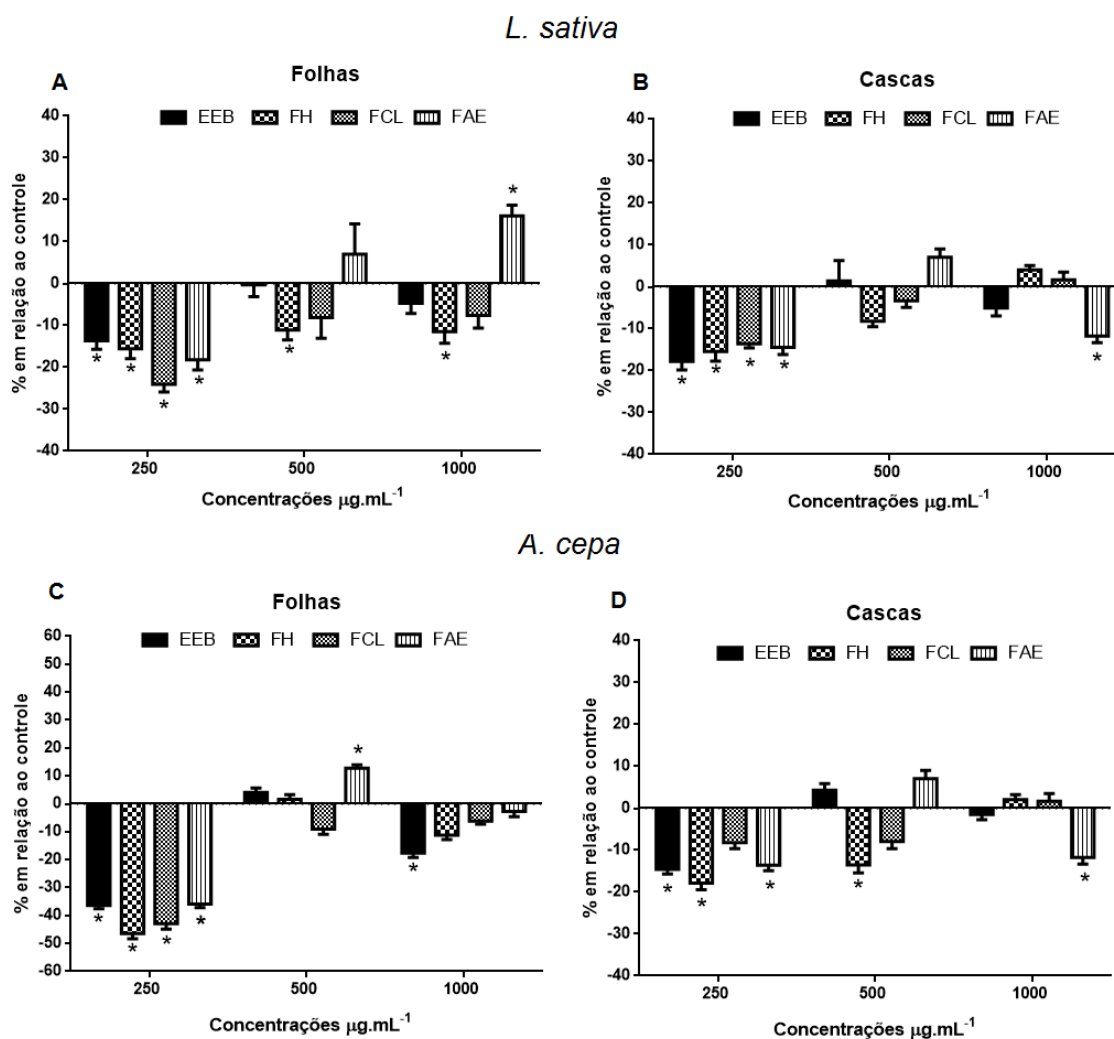 L. sativa
A
Folhas
EEB FH FCL FAE
% em relação ao controle
40
30
20
10
0
-10
-20
-30
-40
* * * * * * *
250 500 1000
Concentrações µg.mL⁻¹
B
Cascas
EEB FH FCL FAE
% em relação ao controle
40
30
20
10
0
-10
-20
-30
-40
* * * * *
250 500 1000
Concentrações µg.mL⁻¹
A. cepa
C
Folhas
EEB FH FCL FAE
% em relação ao controle
60
50
40
30
20
10
0
-10
-20
-30
-40
-50
-60
* * * * * *
250 500 1000
Concentrações µg.mL⁻¹
D
Cascas
EEB FH FCL FAE
% em relação ao controle
40
30
20
10
0
-10
-20
-30
-40
* * * * *
250 500 1000
Concentrações µg.mL⁻¹